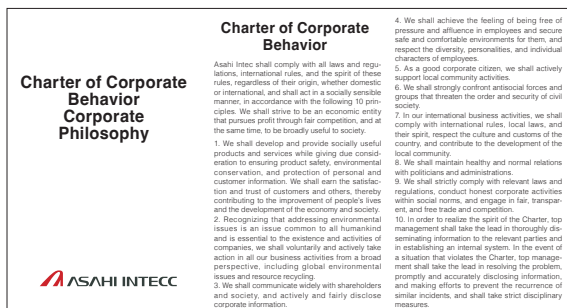 Charter of Corporate
Behavior
Corporate
Philosophy
ASAHI INTECC
Charter of Corporate
Behavior
Asahi Intec shall comply with all laws and regu-
lations, international rules, and the spirit of these
rules, regardless of their origin, whether domestic
or international, and shall act in a socially sensible
manner, in accordance with the following 10 prin-
ciples. We shall strive to be an economic entity
that pursues profit through fair competition, and at
the same time, to be broadly useful to society.
1. We shall develop and provide socially useful
products and services while giving due consid-
eration to ensuring product safety, environmental
conservation, and protection of personal and
customer information. We shall earn the satisfac-
tion and trust of customers and others, thereby
contributing to the improvement of people's lives
and the development of the economy and society.
2. Recognizing that addressing environmental
issues is an issue common to all humankind
and is essential to the existence and activities of
companies, we shall voluntarily and actively take
action in all our business activities from a broad
perspective, including global environmental
issues and resource recycling.
3. We shall communicate widely with shareholders
and society, and actively and fairly disclose
corporate information.
4. We shall achieve the feeling of being free of
pressure and affluence in employees and secure
safe and comfortable environments for them, and
respect the diversity, personalities, and individual
characters of employees.
5. As a good corporate citizen, we shall actively
support local community activities.
6. We shall strongly confront antisocial forces and
groups that threaten the order and security of civil
society.
7. In our international business activities, we shall
comply with international rules, local laws, and
their spirit, respect the culture and customs of the
country, and contribute to the development of the
local community.
8. We shall maintain healthy and normal relations
with politicians and administrations.
9. We shall strictly comply with relevant laws and
regulations, conduct honest corporate activities
within social norms, and engage in fair, transpar-
ent, and free trade and competition.
10. In order to realize the spirit of the Charter, top
management shall take the lead in thoroughly dis-
seminating information to the relevant parties and
in establishing an internal system. In the event of
a situation that violates the Charter, top manage-
ment shall take the lead in resolving the problem,
promptly and accurately disclosing information,
and making efforts to prevent the recurrence of
similar incidents, and shall take strict disciplinary
measures.